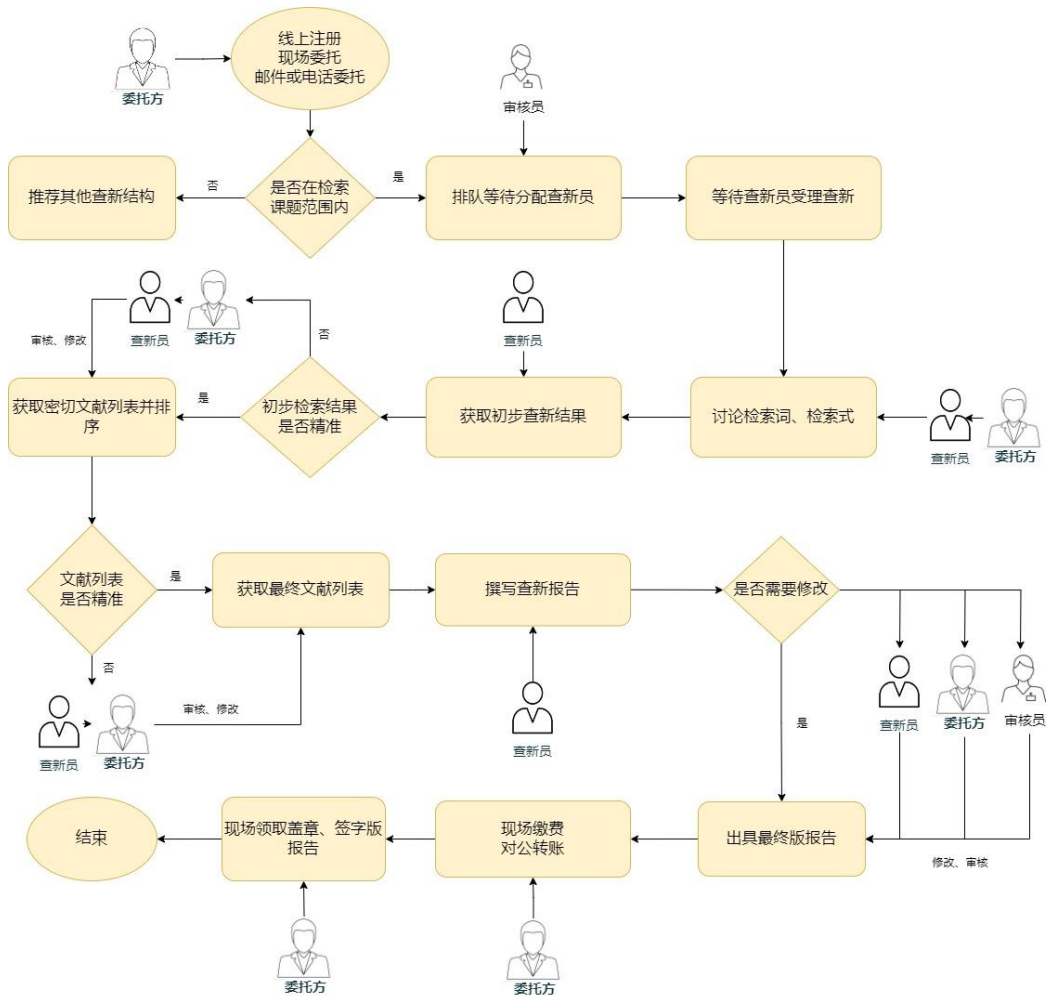 线上注册
现场委托
邮件或电话委托
委托方
审核员
推荐其他查新结构
否
是否在检索
课题范围内
是
排队等待分配查新员
等待查新员受理查新
查新员
委托方
审核、修改
否
查新员
获取密切文献列表并排
序
是
初步检索结果
是否精准
获取初步查新结果
讨论检索词、检索式
查新员
委托方
文献列表
是否精准
是
获取最终文献列表
撰写查新报告
是否需要修改
否
查新员
委托方
审核、修改
查新员
是
查新员
委托方
审核员
结束
现场领取盖章、签字版
报告
现场缴费
对公转账
出具最终版报告
修改、审核
委托方
委托方